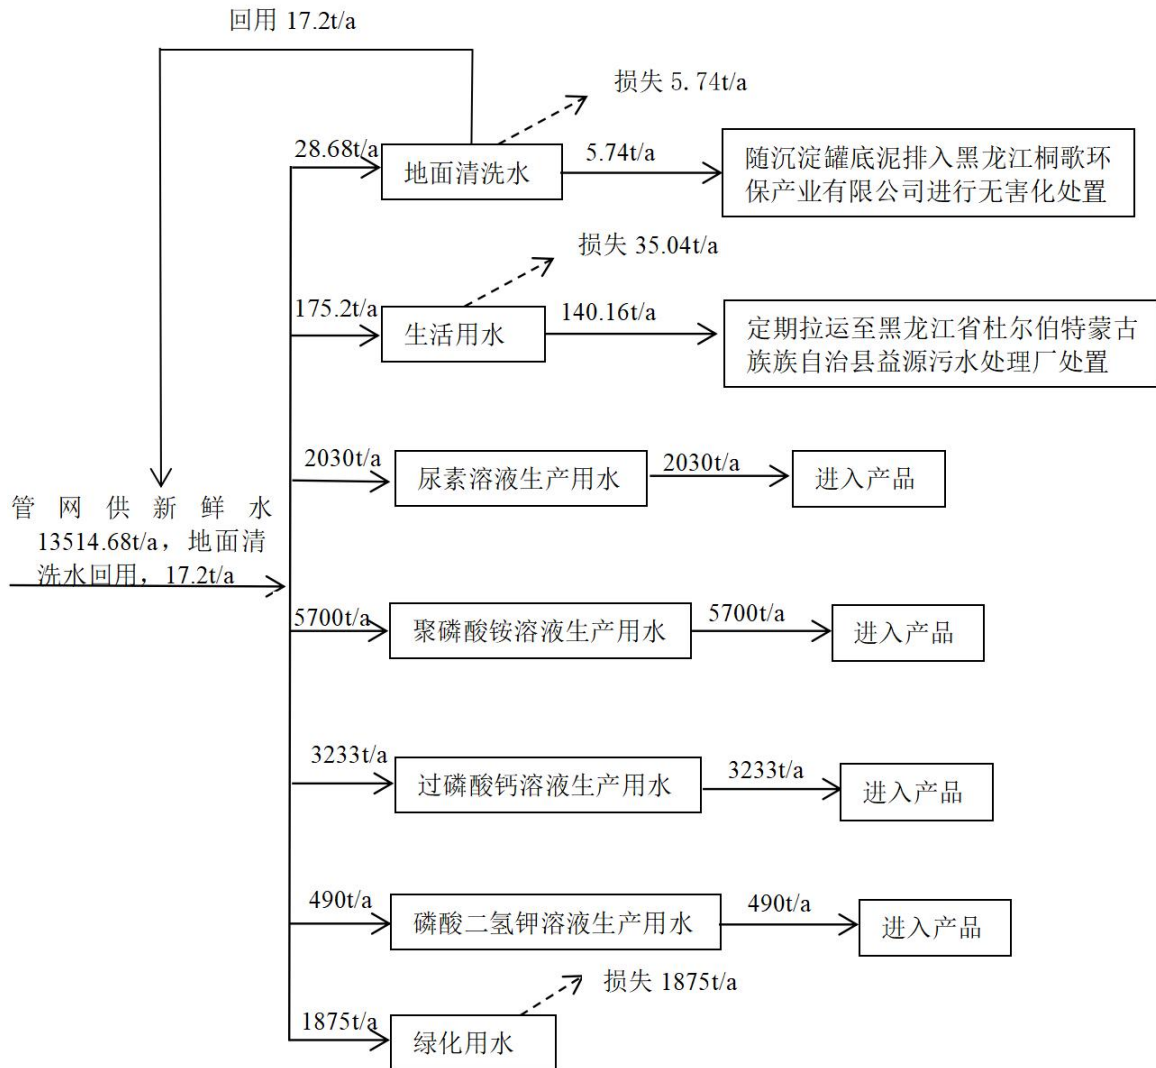 回用 17.2t/a
损失 5.74t/a
28.68t/a
地面清洗水
5.74t/a
随沉淀罐底泥排入黑龙江桐歌环
保产业有限公司进行无害化处置
损失 35.04t/a
175.2t/a
生活用水
140.16t/a
定期拉运至黑龙江省杜尔伯特蒙古
族族自治县益源污水处理厂处置
2030t/a
尿素溶液生产用水
2030t/a
进入产品
管网供新鲜水
13514.68t/a，地面清
洗水回用，17.2t/a
5700t/a
聚磷酸铵溶液生产用水
5700t/a
进入产品
3233t/a
过磷酸钙溶液生产用水
3233t/a
进入产品
490t/a
磷酸二氢钾溶液生产用水
490t/a
进入产品
损失 1875t/a
1875t/a
绿化用水